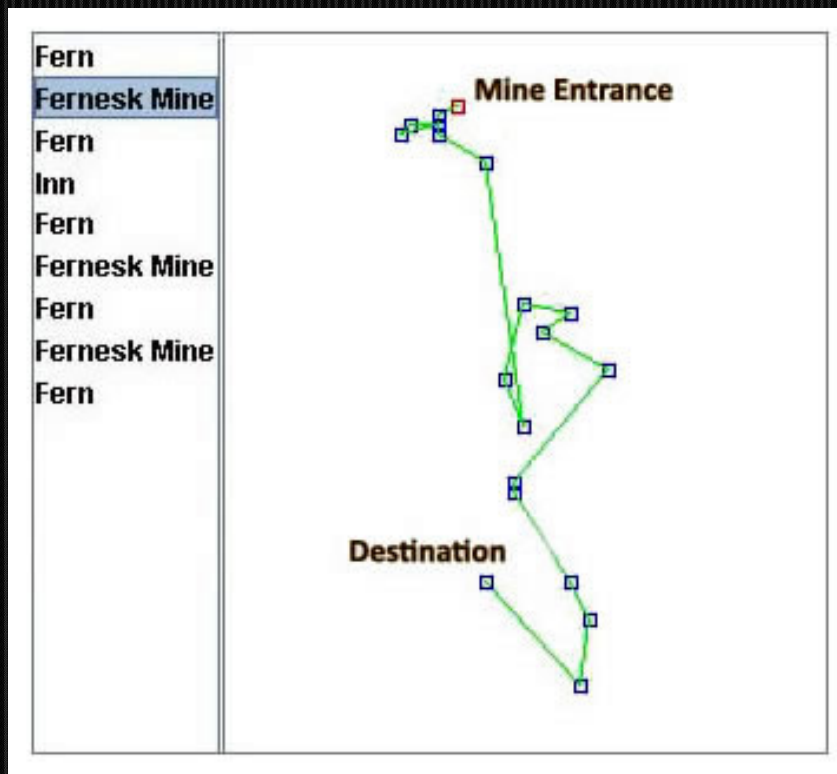 Fern
Fernesk Mine
Fern
Inn
Fern
Fernesk Mine
Fern
Fernesk Mine
Fern
Mine Entrance
Destination